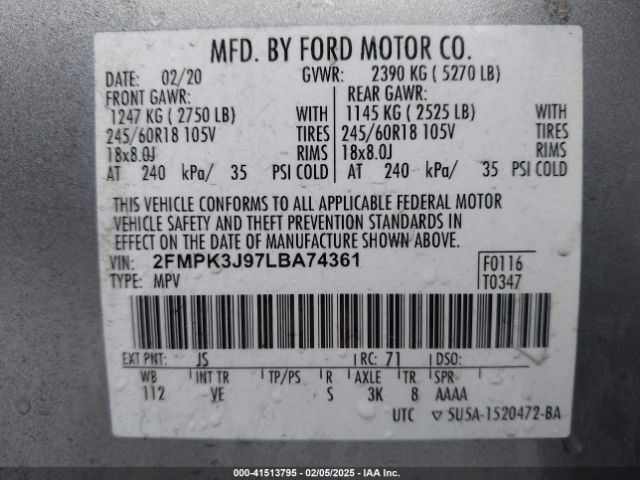 MFD. BY FORD MOTOR CO.
DATE: 02/20 GVWR: 2390 KG ( 5270 LB)
FRONT GAWR: REAR GAWR:
1247 KG ( 2750 LB) WITH 1145 KG ( 2525 LB) WITH
245/60R18 105V TIRES 245/60R18 105V TIRES
18x8.0J RIMS 18x8.0J RIMS
AT 240 kPa/ 35 PSI COLD AT 240 kPa/ 35 PSI COLD
THIS VEHICLE CONFORMS TO ALL APPLICABLE FEDERAL MOTOR
VEHICLE SAFETY AND THEFT PREVENTION STANDARDS IN
EFFECT ON THE DATE OF MANUFACTURE SHOWN ABOVE.
VIN: 2FMPK3J97LBA74361 F0116
TYPE: MPV T0347
EXT PNT: JS RC: 71 DSO:
WB INT TR TP/PS R AXLE TR SPR
112 VE S 3K 8 AAAA
UTC ▽ 5U5A-1520472-BA
000-41513795 - 02/05/2025 - IAA Inc.